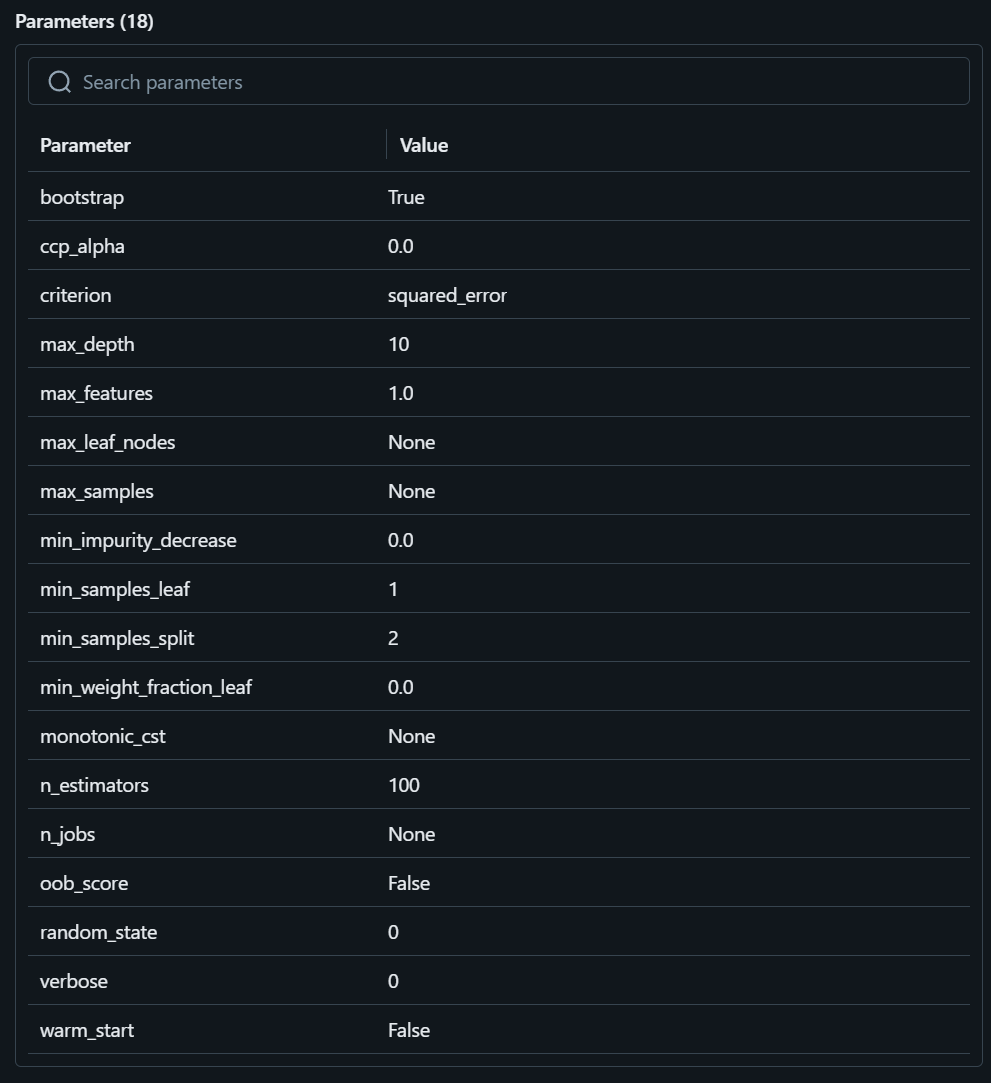 Parameters (18)
Search parameters
Parameter Value
bootstrap True
ccp_alpha 0.0
criterion squared_error
max_depth 10
max_features 1.0
max_leaf_nodes None
max_samples None
min_impurity_decrease 0.0
min_samples_leaf 1
min_samples_split 2
min_weight_fraction_leaf 0.0
monotonic_cst None
n_estimators 100
n_jobs None
oob_score False
random_state 0
verbose 0
warm_start False